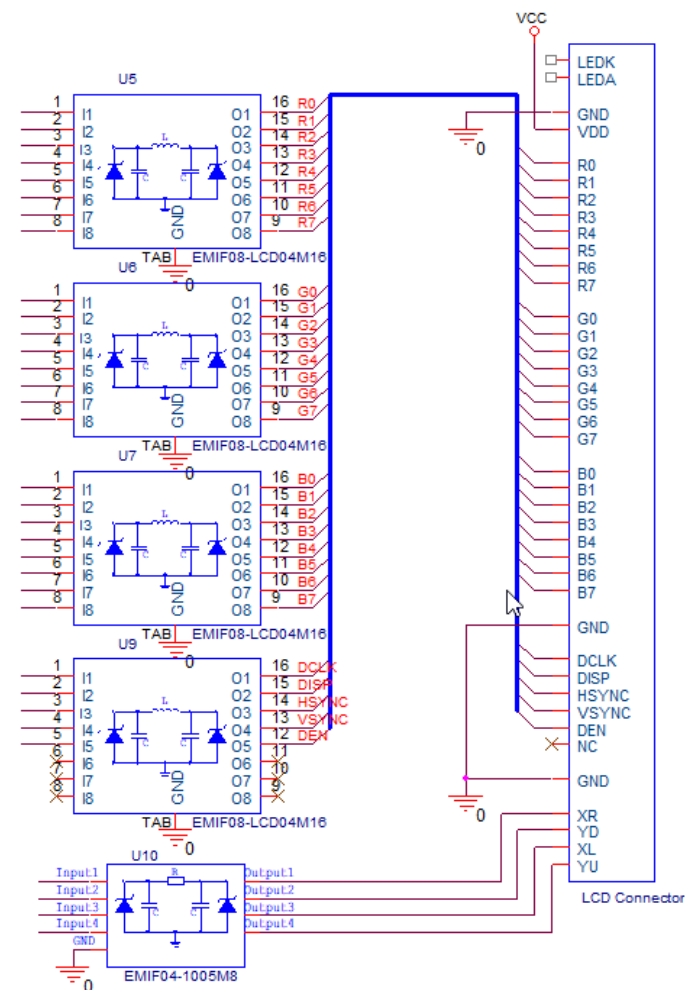 VCC
U5
1 I1 O1 16 R0
2 I2 O2 15 R1
3 I3 O3 14 R2
4 I4 L O4 13 R3
5 I5 C C O5 12 R4
6 I6 O6 11 R5
7 I7 O7 10 R6
8 I8 GND O8 9 R7
TAB EMIF08-LCD04M16
0
U6
1 I1 O1 16 G0
2 I2 O2 15 G1
3 I3 O3 14 G2
4 I4 L O4 13 G3
5 I5 C C O5 12 G4
6 I6 O6 11 G5
7 I7 O7 10 G6
8 I8 GND O8 9 G7
TAB EMIF08-LCD04M16
0
U7
1 I1 O1 16 B0
2 I2 O2 15 B1
3 I3 O3 14 B2
4 I4 L O4 13 B3
5 I5 C C O5 12 B4
6 I6 O6 11 B5
7 I7 O7 10 B6
8 I8 GND O8 9 B7
TAB EMIF08-LCD04M16
0
U9
1 I1 O1 16 DCLK
2 I2 O2 15 DISP
3 I3 O3 14 HSYNC
4 I4 L O4 13 VSYNC
5 I5 C C O5 12 DEN
6 I6 O6 11
7 I7 O7 10
8 I8 GND O8 9
TAB EMIF08-LCD04M16
0
U10
Input1 R Output1
Input2 Output2
Input3 C C Output3
Input4 Output4
GND
0
EMIF04-1005M8
LEDK
LEDA
GND
0
VDD
R0
R1
R2
R3
R4
R5
R6
R7
G0
G1
G2
G3
G4
G5
G6
G7
B0
B1
B2
B3
B4
B5
B6
B7
GND
DCLK
DISP
HSYNC
VSYNC
DEN
NC
GND
0
XR
YD
XL
YU
LCD Connector